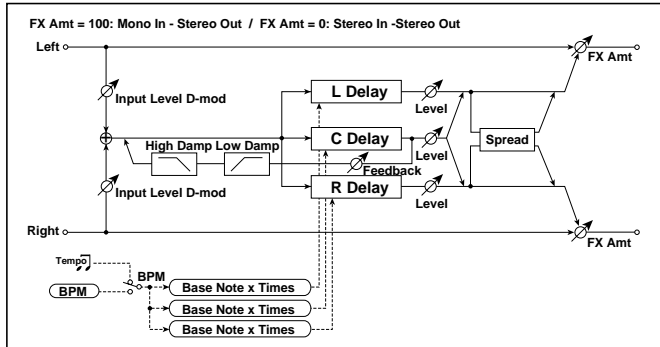 FX Amt = 100: Mono In - Stereo Out / FX Amt = 0: Stereo In -Stereo Out
Left
FX Amt
Input Level D-mod
L Delay
Level
High Damp Low Damp
C Delay
Level
Spread
Feedback
Input Level D-mod
R Delay
Level
Right
FX Amt
Tempo
BPM
BPM
Base Note x Times
Base Note x Times
Base Note x Times